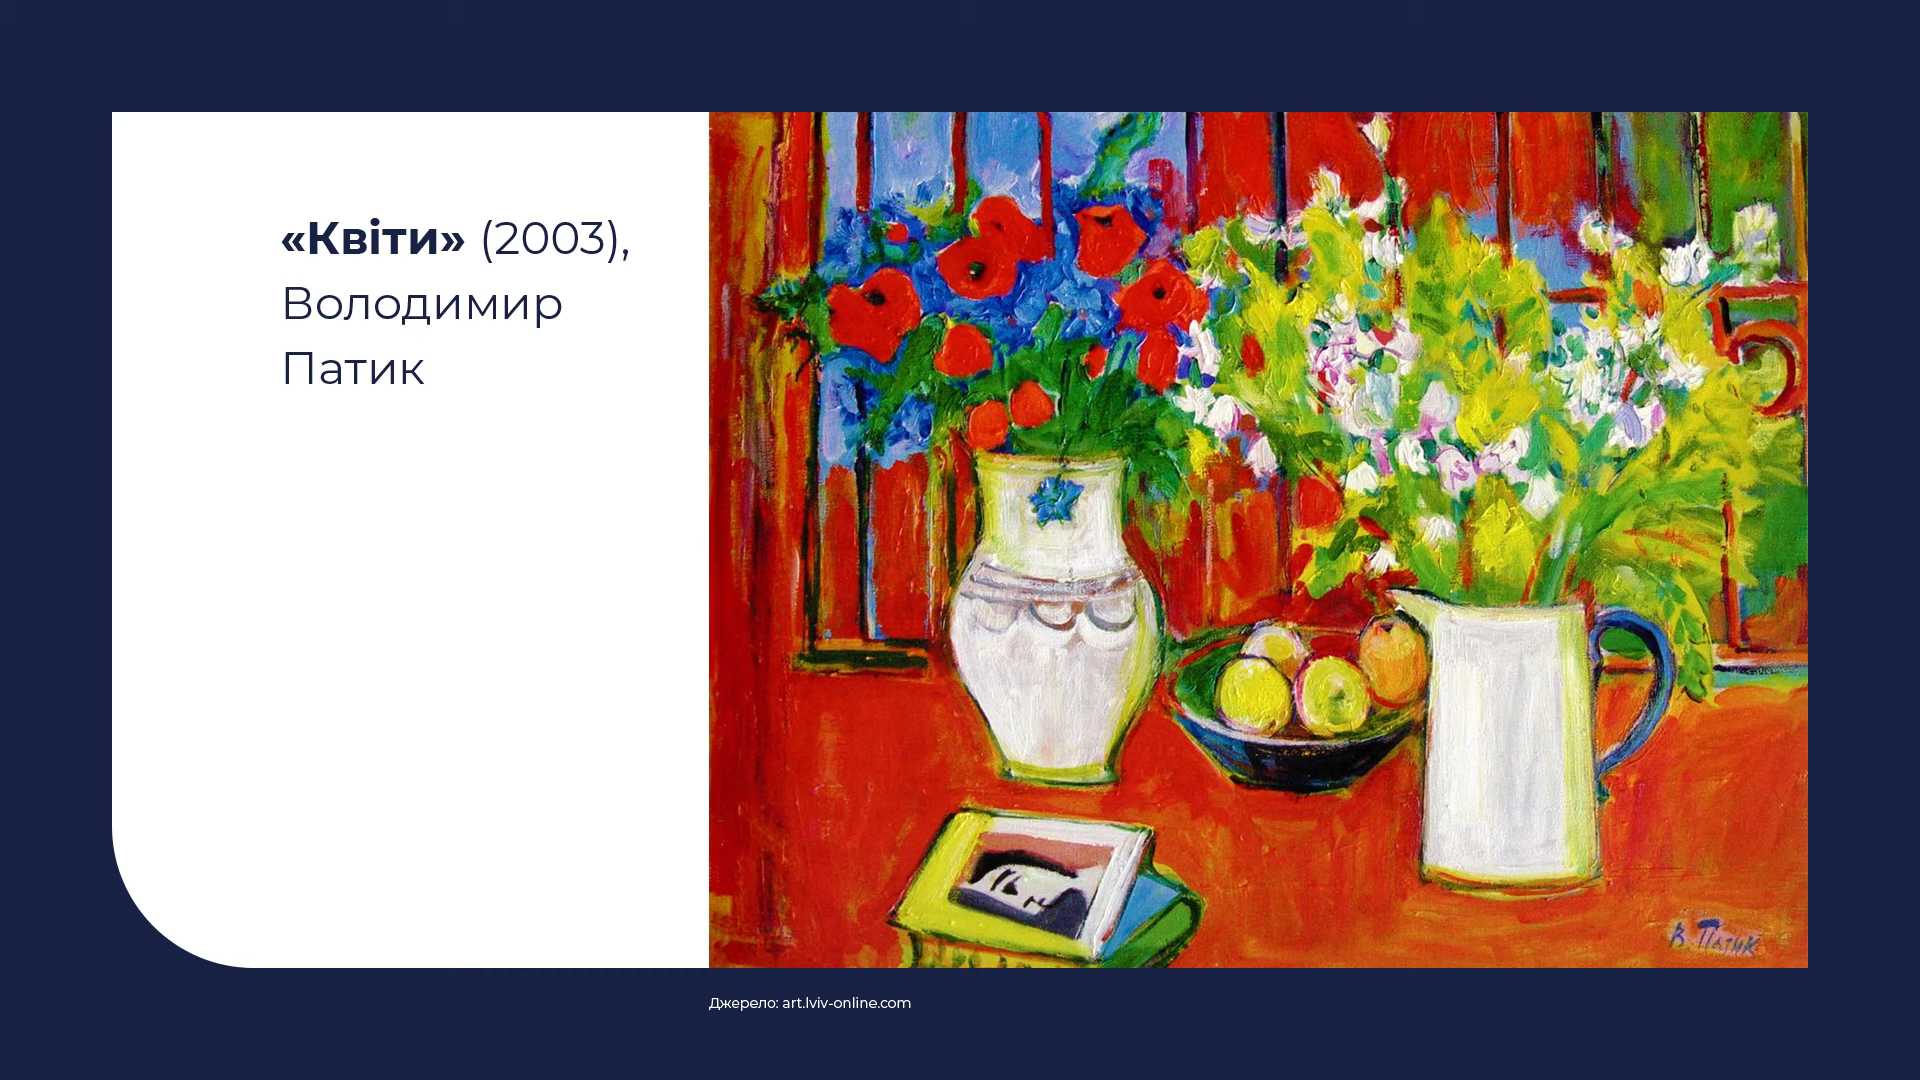 «Квіти» (2003),
Володимир
Патик
В. Патик
Джерело: art.lviv-online.com